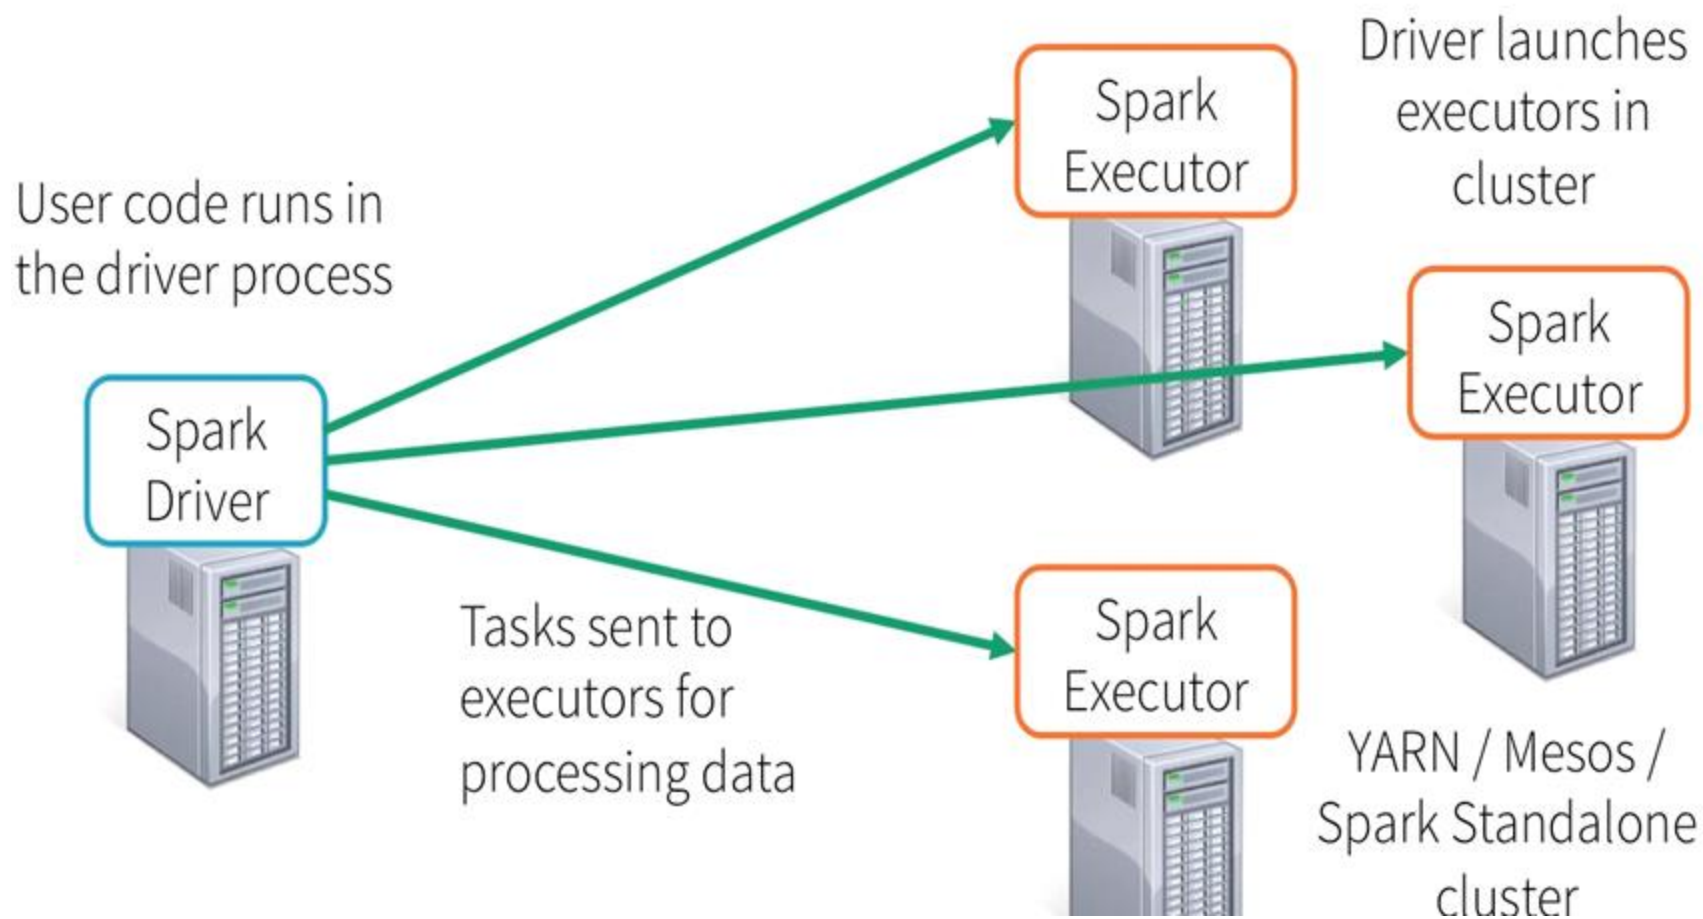 Driver launches
executors in
cluster
Spark
Executor
User code runs in
the driver process
Spark
Executor
Spark
Driver
Tasks sent to
executors for
processing data
Spark
Executor
YARN / Mesos /
Spark Standalone
cluster